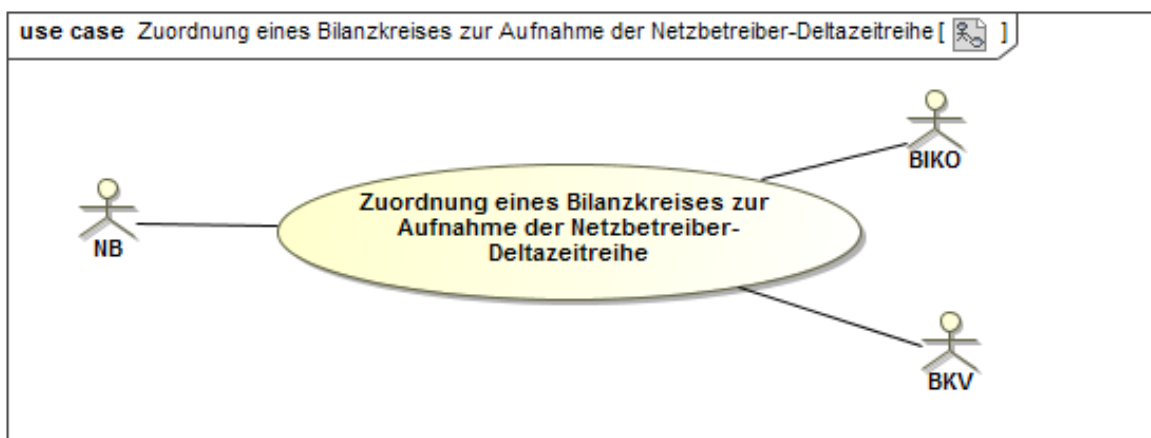 use case Zuordnung eines Bilanzkreises zur Aufnahme der Netzbetreiber-Deltazeitreihe [ ]
BIKO
Zuordnung eines Bilanzkreises zur
Aufnahme der Netzbetreiber-
Deltazeitreihe
NB
BKV